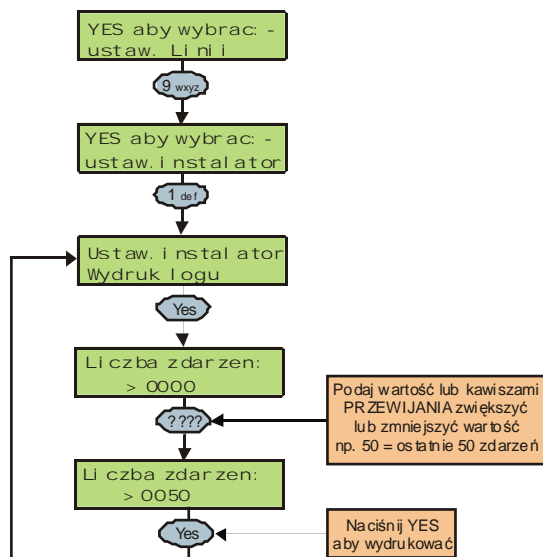 YES aby wybrac: -
ustaw. Linii
9 wxyz
YES aby wybrac: -
ustaw.instalator
1 def
Ustaw.instalator
Wydruk logu
Yes
Liczba zdarzen:
> 0000
????
Podaj wartość lub kawiszami
PRZEWIJANIA zwiększyć
lub zmniejszyć wartość
np. 50 = ostatnie 50 zdarzeń
Liczba zdarzen:
> 0050
Yes
Naciśnij YES
aby wydrukować